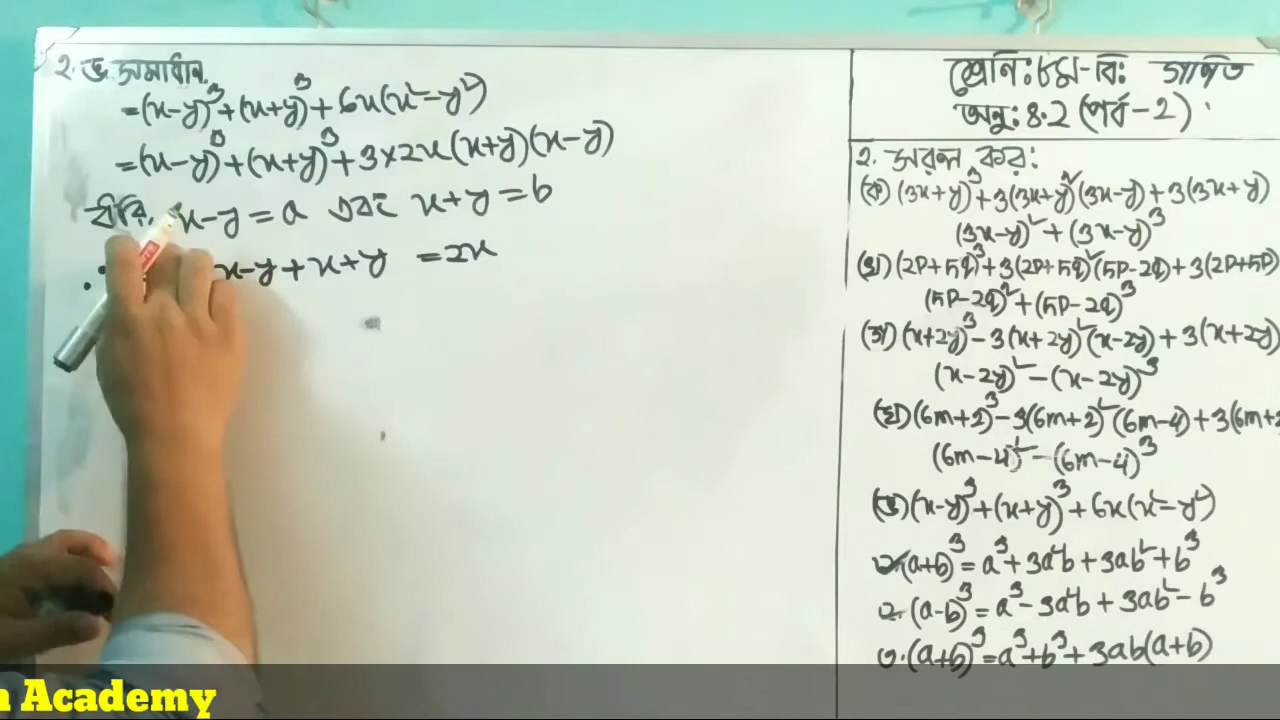 ২. ঙ সমাধান.
= (x-y)³ + (x+y)³ + 6x(x²-y²)
= (x-y)³ + (x+y)³ + 3×2x(x+y)(x-y)
ধরি, x-y = a এবং x+y = b
x-y+x+y = 2x
শ্রেনি: ৮ম-বি: গণিত
অনু: ৪.২ (পর্ব-2)
২. সরল কর:
(ক) (3x+y)³ + 3(3x+y)²(3x-y) + 3(3x+y)
(3x-y)² + (3x-y)³
(খ) (2p+5q)³ + 3(2p+5q)²(5p-2q) + 3(2p+5p)
(5p-2q)² + (5p-2q)³
(গ) (x+2y)³ - 3(x+2y)²(x-2y) + 3(x+2y)
(x-2y)² - (x-2y)³
(ঘ) (6m+2)³ - 3(6m+2)²(6m-4) + 3(6m+2
(6m-4)² - (6m-4)³
(ঙ) (x-y)³ + (x+y)³ + 6x(x²-y²)
(a+b)³ = a³ + 3a²b + 3ab² + b³
২. (a-b)³ = a³ - 3a²b + 3ab² - b³
৩. (a+b)³ = a³ + b³ + 3ab(a+b)
Academy